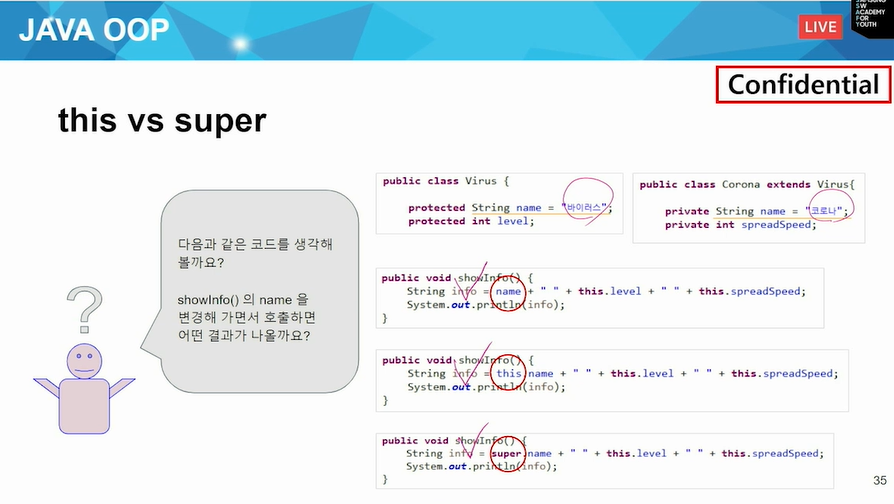 JAVA OOP
LIVE
SAMSUNG
SW
ACADEMY
FOR
YOUTH
Confidential
this vs super
다음과 같은 코드를 생각해
볼까요?
showInfo() 의 name 을
변경해 가면서 호출하면
어떤 결과가 나올까요?
?
public class Virus {
protected String name = "바이러스";
protected int level;
public class Corona extends Virus{
private String name = "코로나";
private int spreadSpeed;
public void showInfo() {
String info = name + " " + this.level + " " + this.spreadSpeed;
System.out.println(info);
}
public void showInfo() {
String info = this.name + " " + this.level + " " + this.spreadSpeed;
System.out.println(info);
}
public void showInfo() {
String info = super.name + " " + this.level + " " + this.spreadSpeed;
System.out.println(info);
}
35